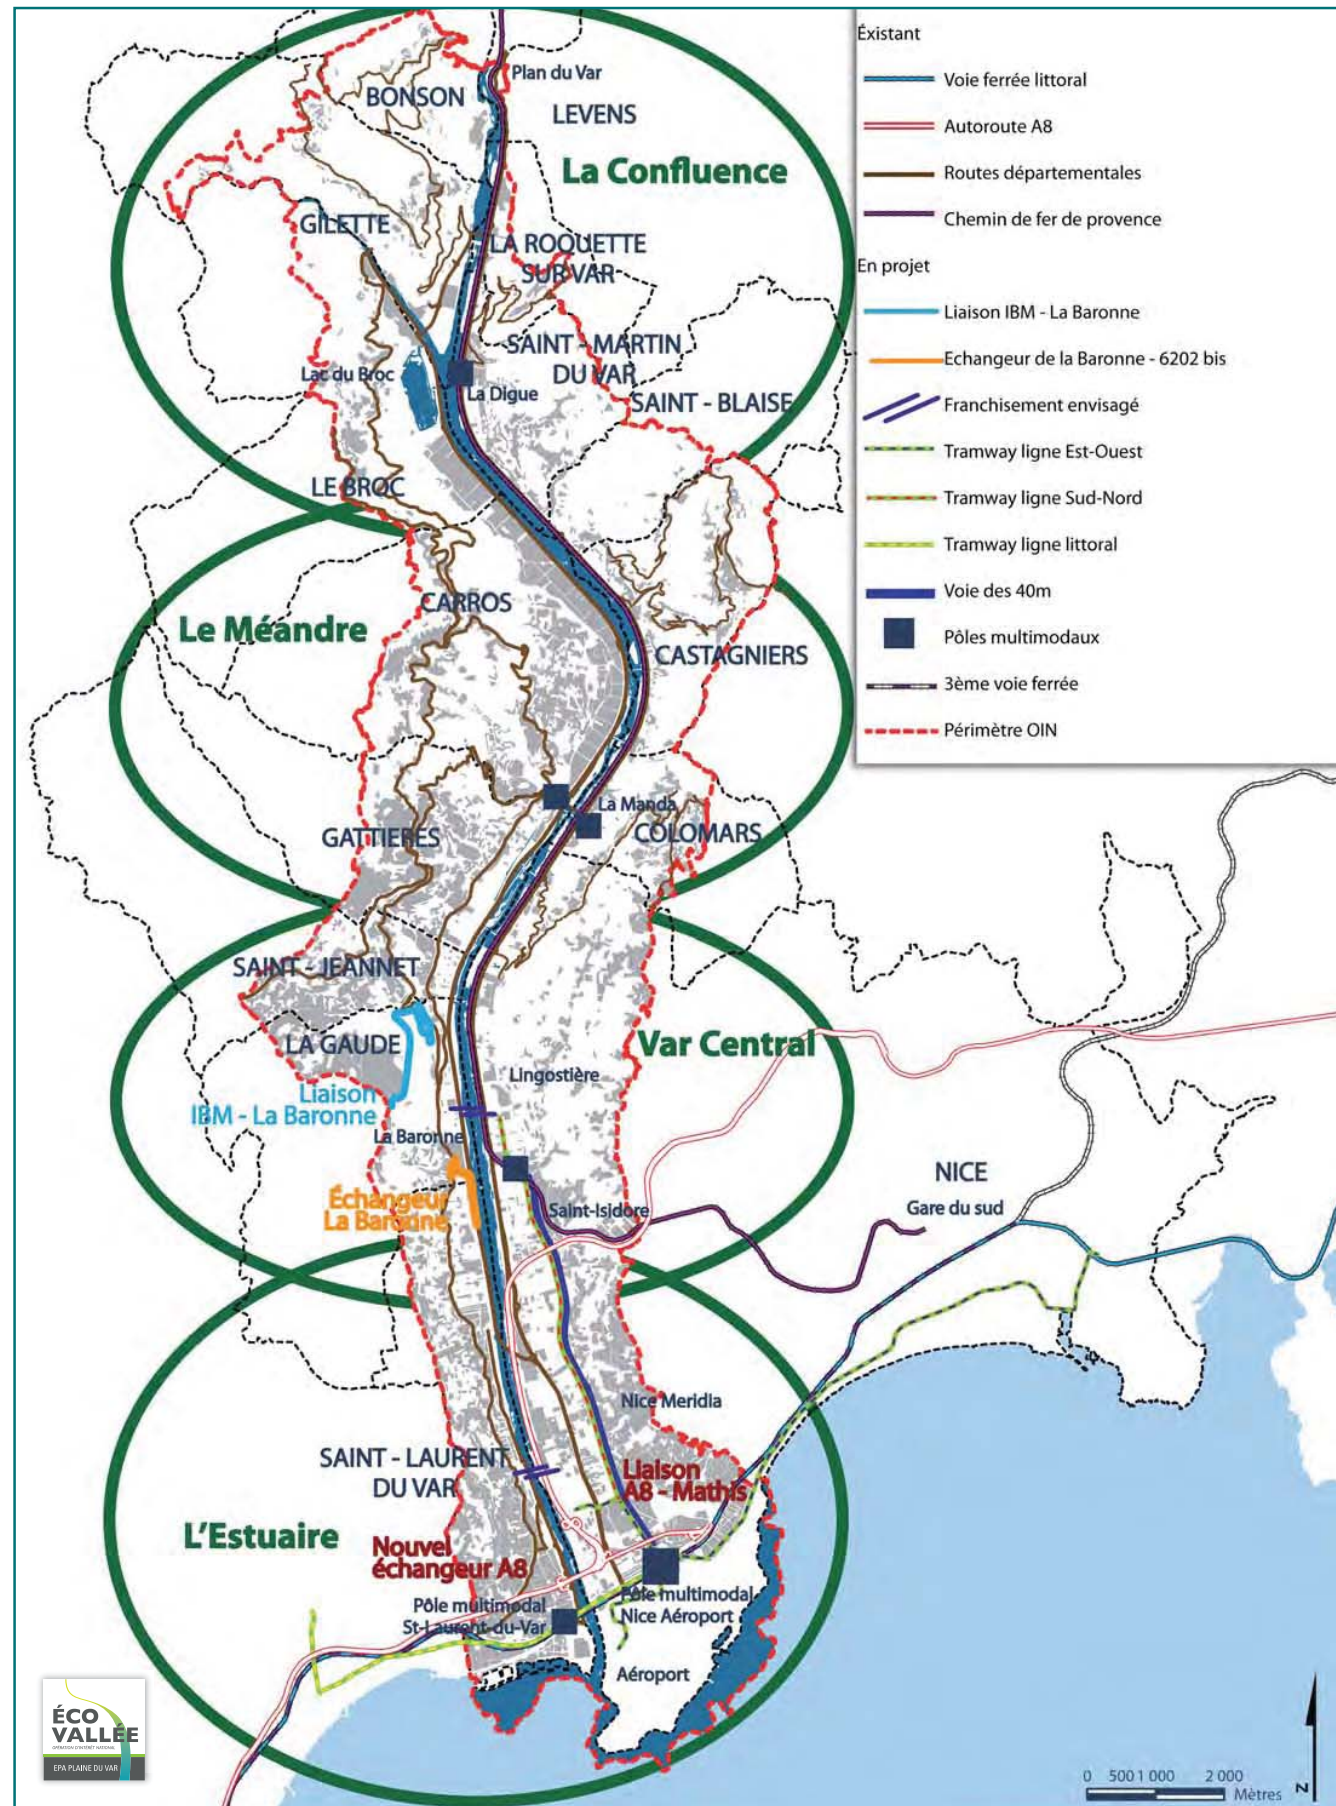 Éxistant
Voie ferrée littoral
Autoroute A8
Routes départementales
Chemin de fer de provence
En projet
Liaison IBM - La Baronne
Echangeur de la Baronne - 6202 bis
Franchisement envisagé
Tramway ligne Est-Ouest
Tramway ligne Sud-Nord
Tramway ligne littoral
Voie des 40m
Pôles multimodaux
3ème voie ferrée
Périmètre OIN
Plan du Var
BONSON
LEVENS
La Confluence
GILETTE
LA ROQUETTE
SUR VAR
SAINT - MARTIN
DU VAR
Lac du Broc
La Digue
SAINT - BLAISE
LE BROC
CARROS
Le Méandre
CASTAGNIERS
La Manda
GATTIERES
COLOMARS
SAINT - JEANNET
LA GAUDE
Var Central
Lingostière
Liaison
IBM - La Baronne
La Baronne
NICE
Gare du sud
Échangeur
La Baronne
Saint-Isidore
Nice Meridia
SAINT - LAURENT
DU VAR
Liaison
A8 - Mathis
L'Estuaire
Nouvel
échangeur A8
Pôle multimodal
Nice Aéroport
Pôle multimodal
St-Laurent-du-Var
Aéroport
ÉCO
VALLÉE
OPÉRATION D'INTÉRÊT NATIONAL
EPA PLAINE DU VAR
0 500 1 000 2 000
Mètres
N